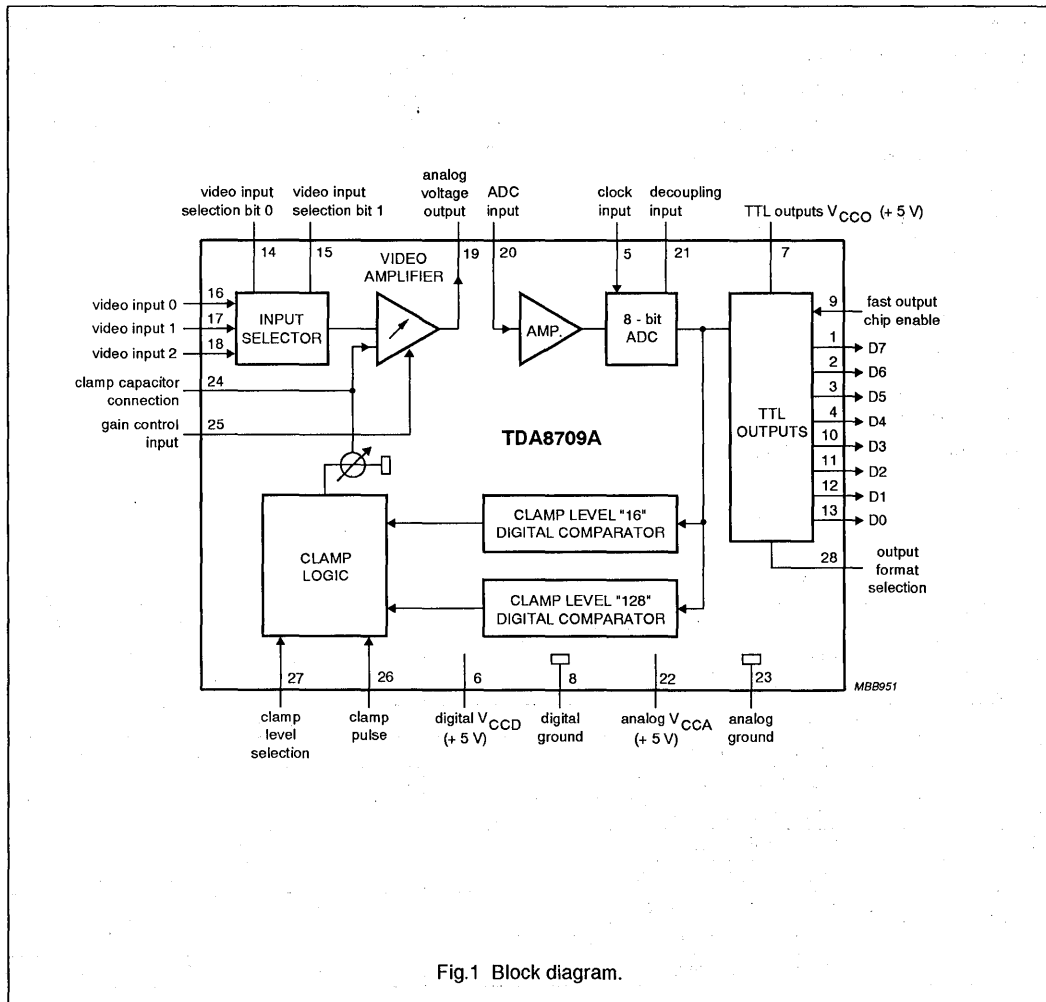 video input
selection bit 0
video input
selection bit 1
analog
voltage
output
ADC
input
clock
input
decoupling
input
TTL outputs VCCO (+ 5 V)
14
15
19
20
5
21
7
VIDEO
AMPLIFIER
video input 0
16
video input 1
17
video input 2
18
INPUT
SELECTOR
AMP.
8 - bit
ADC
9
fast output
chip enable
TTL
OUTPUTS
1
D7
2
D6
3
D5
4
D4
10
D3
11
D2
12
D1
13
D0
clamp capacitor
connection
24
gain control
input
25
TDA8709A
CLAMP
LOGIC
CLAMP LEVEL "16"
DIGITAL COMPARATOR
CLAMP LEVEL "128"
DIGITAL COMPARATOR
28
output
format
selection
27
26
6
8
22
23
MBB951
clamp
level
selection
clamp
pulse
digital VCCD
(+ 5 V)
digital
ground
analog VCCA
(+ 5 V)
analog
ground
Fig.1 Block diagram.